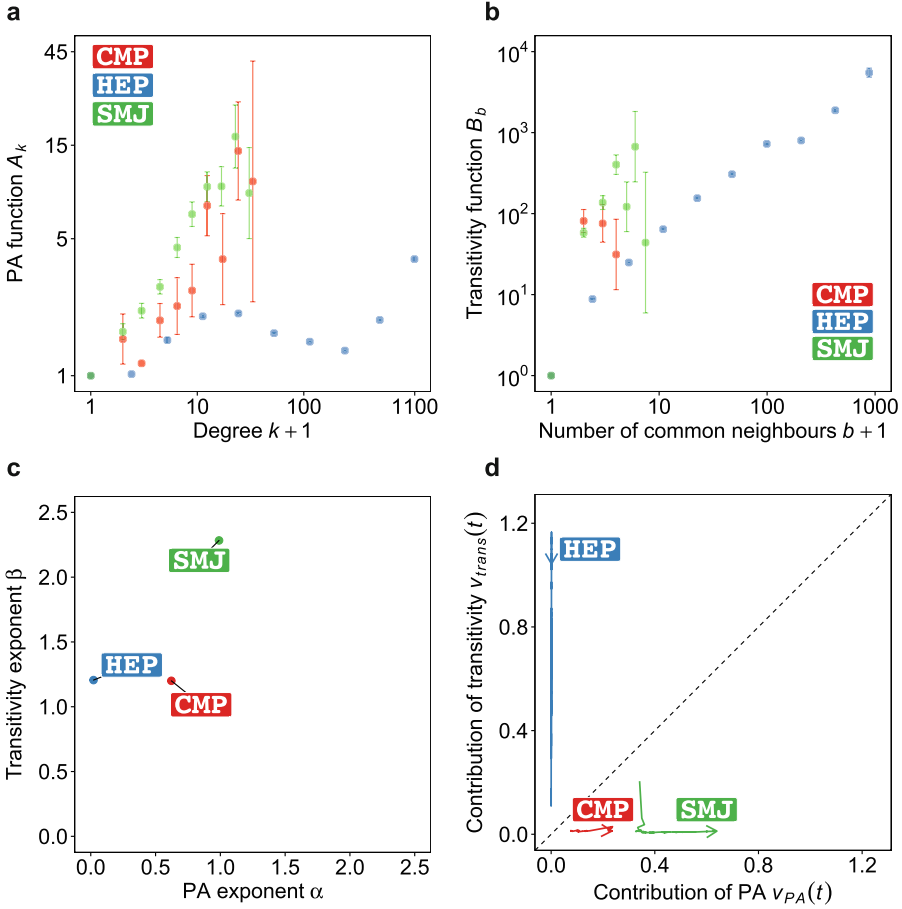 a
45
15
5
1
PA function A_k
CMP
HEP
SMJ
1
10
100
1100
Degree k + 1
b
10^4
10^3
10^2
10^1
10^0
Transitivity function B_b
CMP
HEP
SMJ
1
10
100
1000
Number of common neighbours b + 1
c
2.5
2.0
1.5
1.0
0.5
0.0
Transitivity exponent β
SMJ
HEP
CMP
0.0
0.5
1.0
1.5
2.0
2.5
PA exponent α
d
1.2
0.8
0.4
0.0
Contribution of transitivity v_trans(t)
HEP
CMP
SMJ
0.0
0.4
0.8
1.2
Contribution of PA v_PA(t)